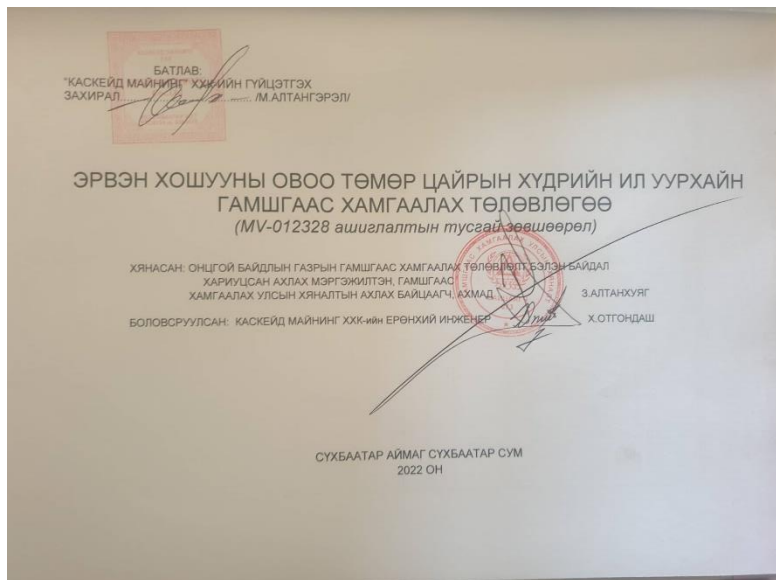 БАТЛАВ:
"КАСКЕЙД МАЙНИНГ" ХХК-ИЙН ГҮЙЦЭТГЭХ
ЗАХИРАЛ.................... /М.АЛТАНГЭРЭЛ/
ЭРВЭН ХОШУУНЫ ОВОО ТӨМӨР ЦАЙРЫН ХҮДРИЙН ИЛ УУРХАЙН
ГАМШГААС ХАМГААЛАХ ТӨЛӨВЛӨГӨӨ
(MV-012328 ашиглалтын тусгай зөвшөөрөл)
ХЯНАСАН: ОНЦГОЙ БАЙДЛЫН ГАЗРЫН ГАМШГААС ХАМГААЛАХ ТӨЛӨВЛӨЛТ БЭЛЭН БАЙДАЛ
ХАРИУЦСАН АХЛАХ МЭРГЭЖИЛТЭН, ГАМШГААС
ХАМГААЛАХ УЛСЫН ХЯНАЛТЫН АХЛАХ БАЙЦААГЧ, АХМАД З.АЛТАНХУЯГ
БОЛОВСРУУЛСАН: КАСКЕЙД МАЙНИНГ ХХК-ийн ЕРӨНХИЙ ИНЖЕНЕР Х.ОТГОНДАШ
СҮХБААТАР АЙМАГ СҮХБААТАР СУМ
2022 ОН